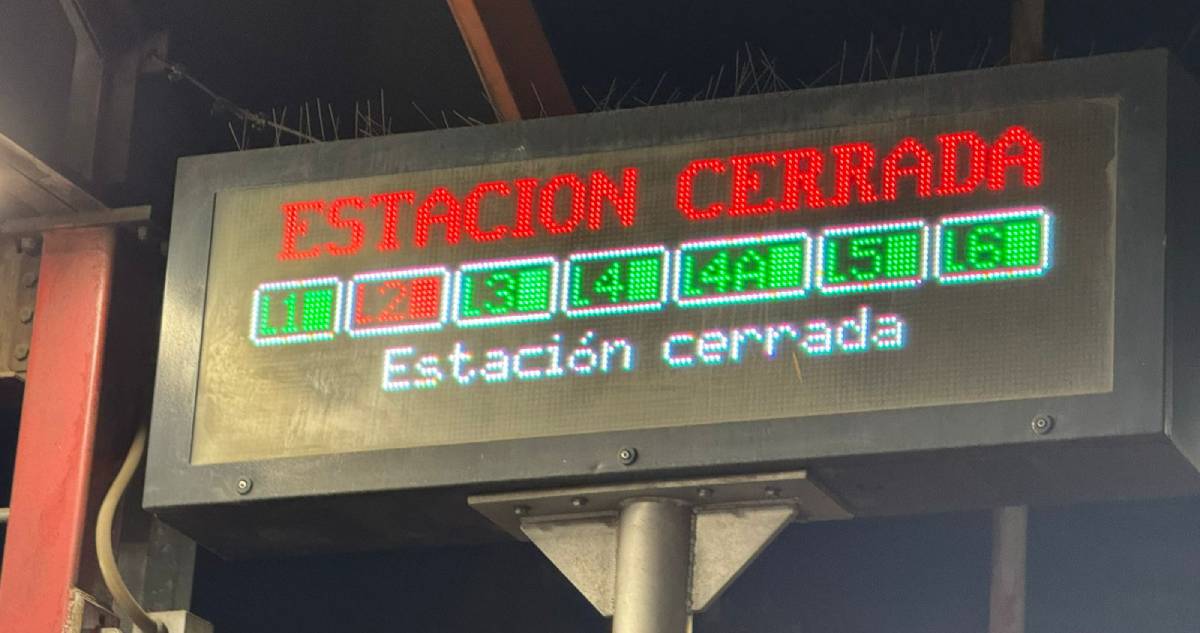 ESTACION CERRADA
L1 L2 L3 L4 L4A L5 L6
Estación cerrada